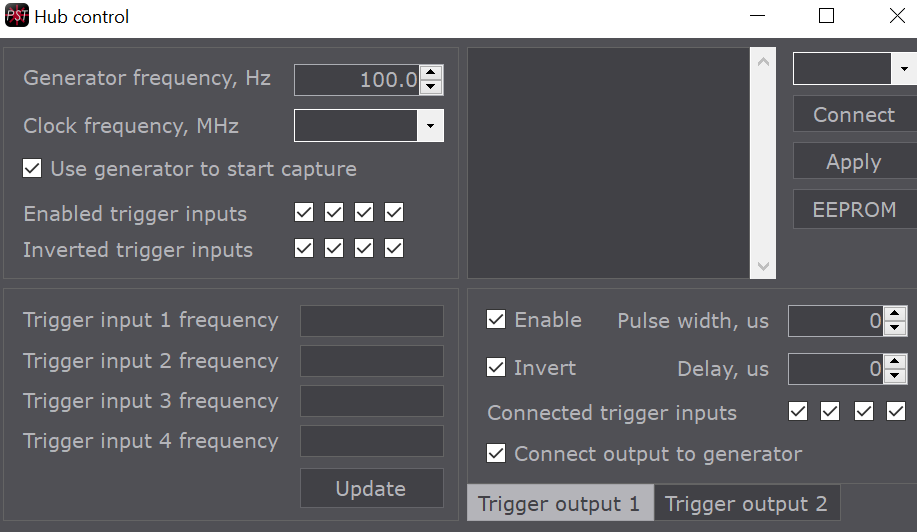 PST Hub control
Generator frequency, Hz 100.0
Clock frequency, MHz
Use generator to start capture
Enabled trigger inputs
Inverted trigger inputs
Connect
Apply
EEPROM
Trigger input 1 frequency
Trigger input 2 frequency
Trigger input 3 frequency
Trigger input 4 frequency
Update
Enable Pulse width, us 0
Invert Delay, us 0
Connected trigger inputs
Connect output to generator
Trigger output 1 Trigger output 2